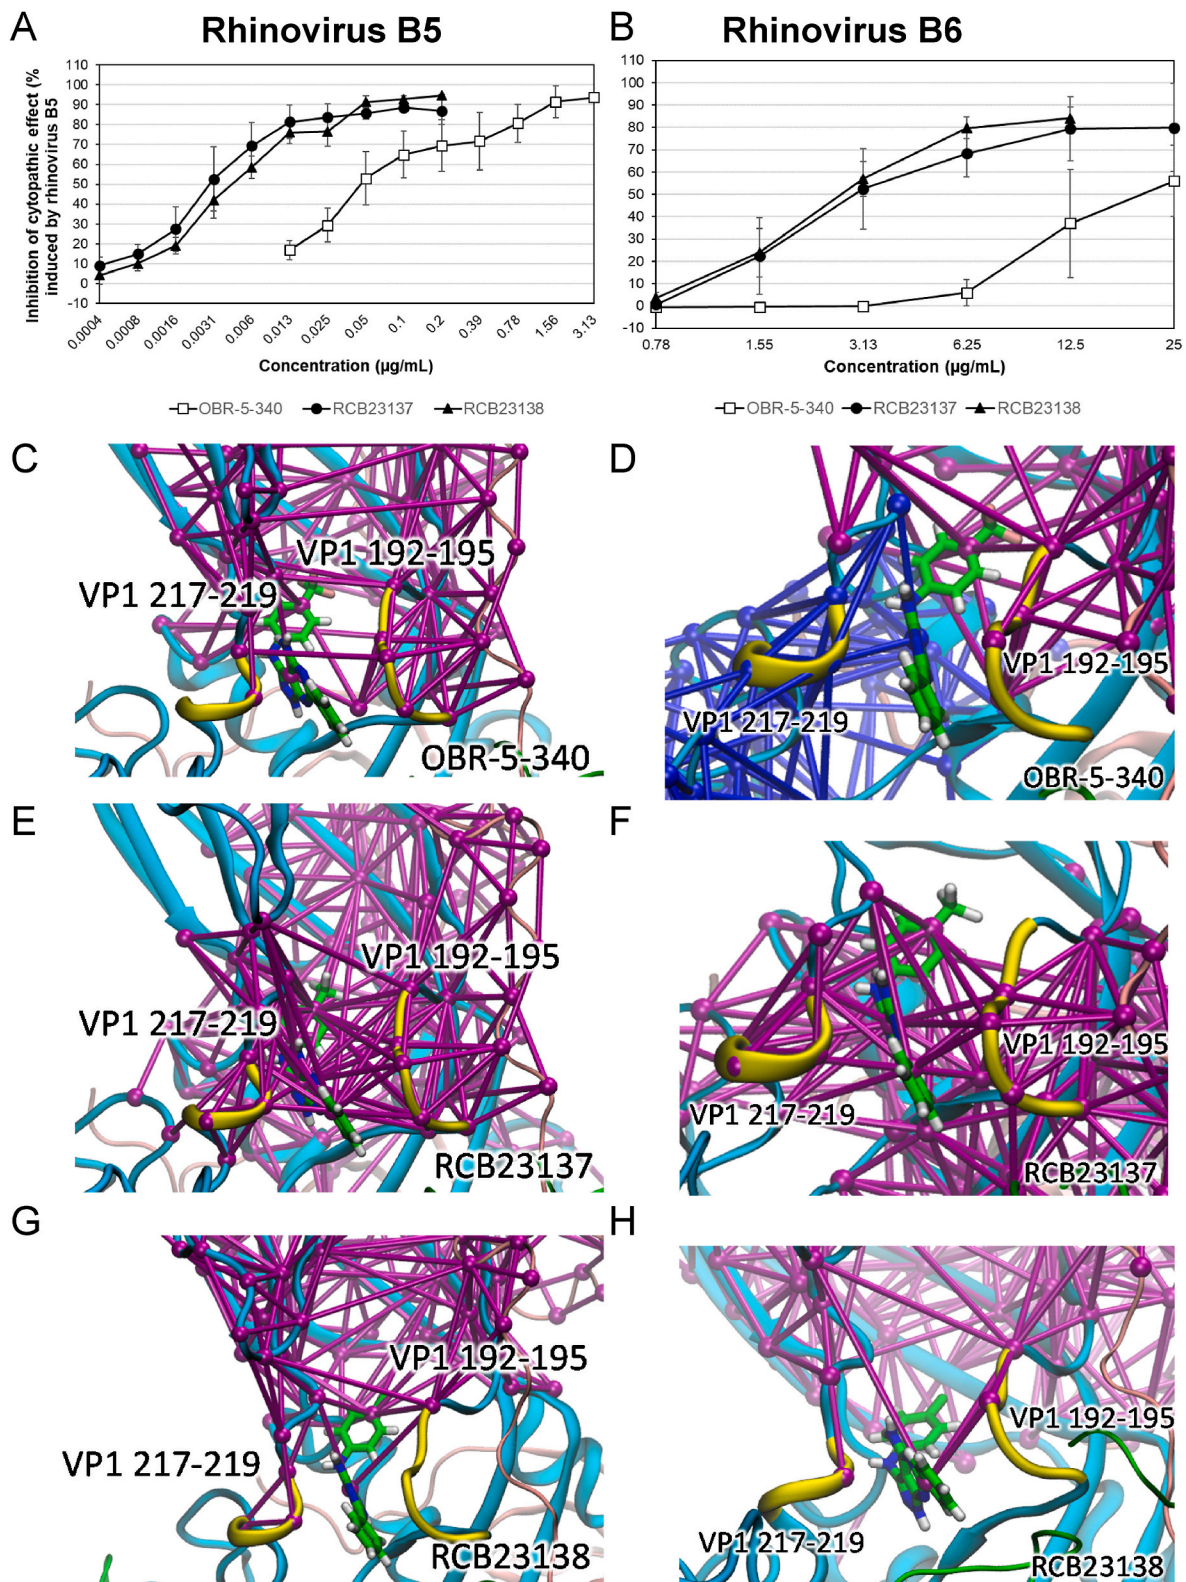 A
Rhinovirus B5
Inhibition of cytopathic effect (%
induced by rhinovirus B5
110
100
90
80
70
60
50
40
30
20
10
0
-10
0.0004
0.0008
0.0016
0.0031
0.006
0.013
0.025
0.05
0.1
0.2
0.39
0.78
1.56
3.13
Concentration (µg/mL)
OBR-5-340 RCB23137 RCB23138
B
Rhinovirus B6
110
100
90
80
70
60
50
40
30
20
10
0
-10
0.78 1.55 3.13 6.25 12.5 25
Concentration (µg/mL)
OBR-5-340 RCB23137 RCB23138
C
VP1 192-195
VP1 217-219
OBR-5-340
D
VP1 192-195
VP1 217-219
OBR-5-340
E
VP1 192-195
VP1 217-219
RCB23137
F
VP1 192-195
VP1 217-219
RCB23137
G
VP1 192-195
VP1 217-219
RCB23138
H
VP1 192-195
VP1 217-219
RCB23138